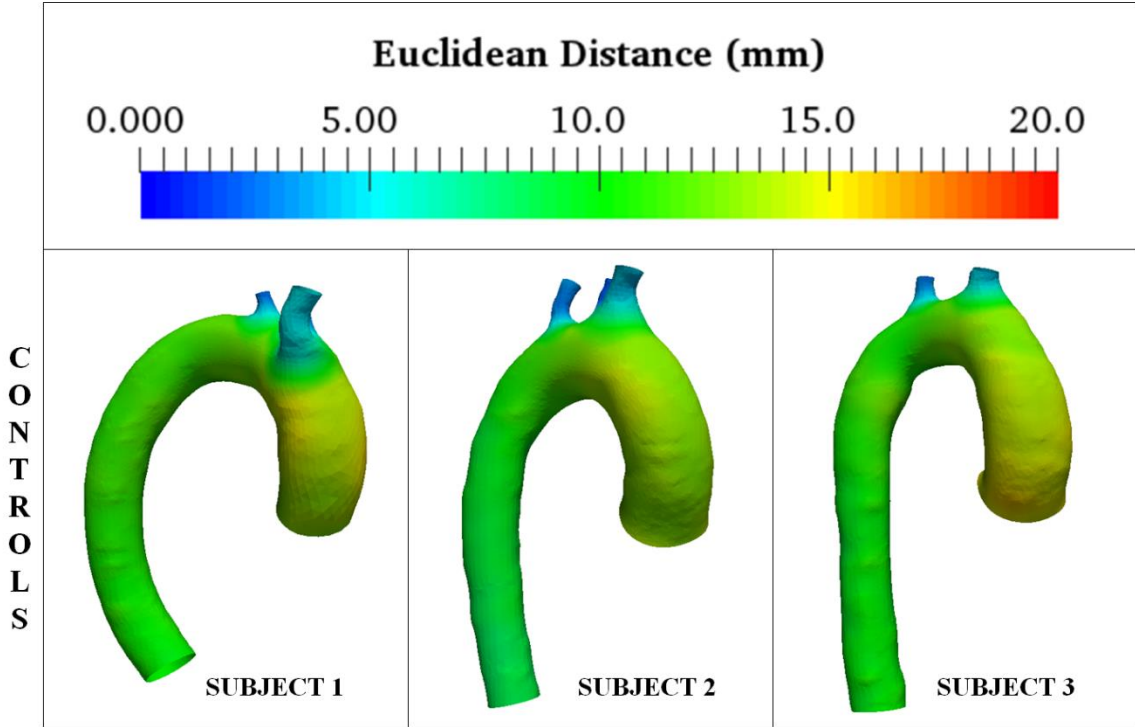 Euclidean Distance (mm)
0.000 5.00 10.0 15.0 20.0
CONTROLS
SUBJECT 1
SUBJECT 2
SUBJECT 3